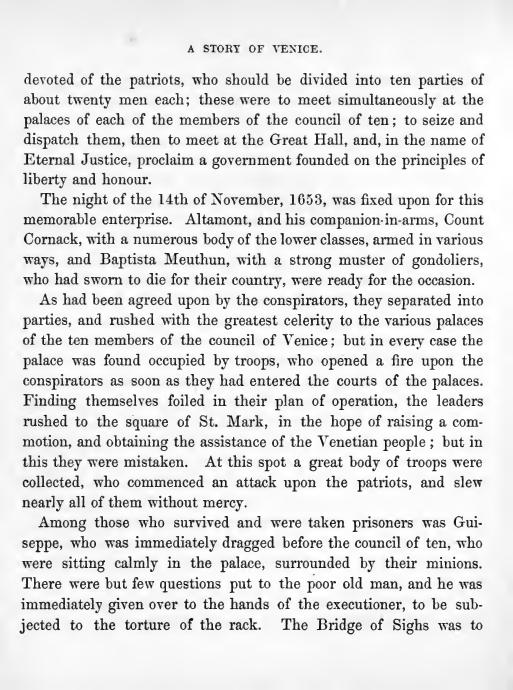 A STORY OF VENICE.
devoted of the patriots, who should be divided into ten parties of
about twenty men each; these were to meet simultaneously at the
palaces of each of the members of the council of ten; to seize and
dispatch them, then to meet at the Great Hall, and, in the name of
Eternal Justice, proclaim a government founded on the principles of
liberty and honour.
The night of the 14th of November, 1653, was fixed upon for this
memorable enterprise. Altamont, and his companion-in-arms, Count
Cornack, with a numerous body of the lower classes, armed in various
ways, and Baptista Meuthun, with a strong muster of gondoliers,
who had sworn to die for their country, were ready for the occasion.
As had been agreed upon by the conspirators, they separated into
parties, and rushed with the greatest celerity to the various palaces
of the ten members of the council of Venice; but in every case the
palace was found occupied by troops, who opened a fire upon the
conspirators as soon as they had entered the courts of the palaces.
Finding themselves foiled in their plan of operation, the leaders
rushed to the square of St. Mark, in the hope of raising a com-
motion, and obtaining the assistance of the Venetian people; but in
this they were mistaken. At this spot a great body of troops were
collected, who commenced an attack upon the patriots, and slew
nearly all of them without mercy.
Among those who survived and were taken prisoners was Gui-
seppe, who was immediately dragged before the council of ten, who
were sitting calmly in the palace, surrounded by their minions.
There were but few questions put to the poor old man, and he was
immediately given over to the hands of the executioner, to be sub-
jected to the torture of the rack. The Bridge of Sighs was to